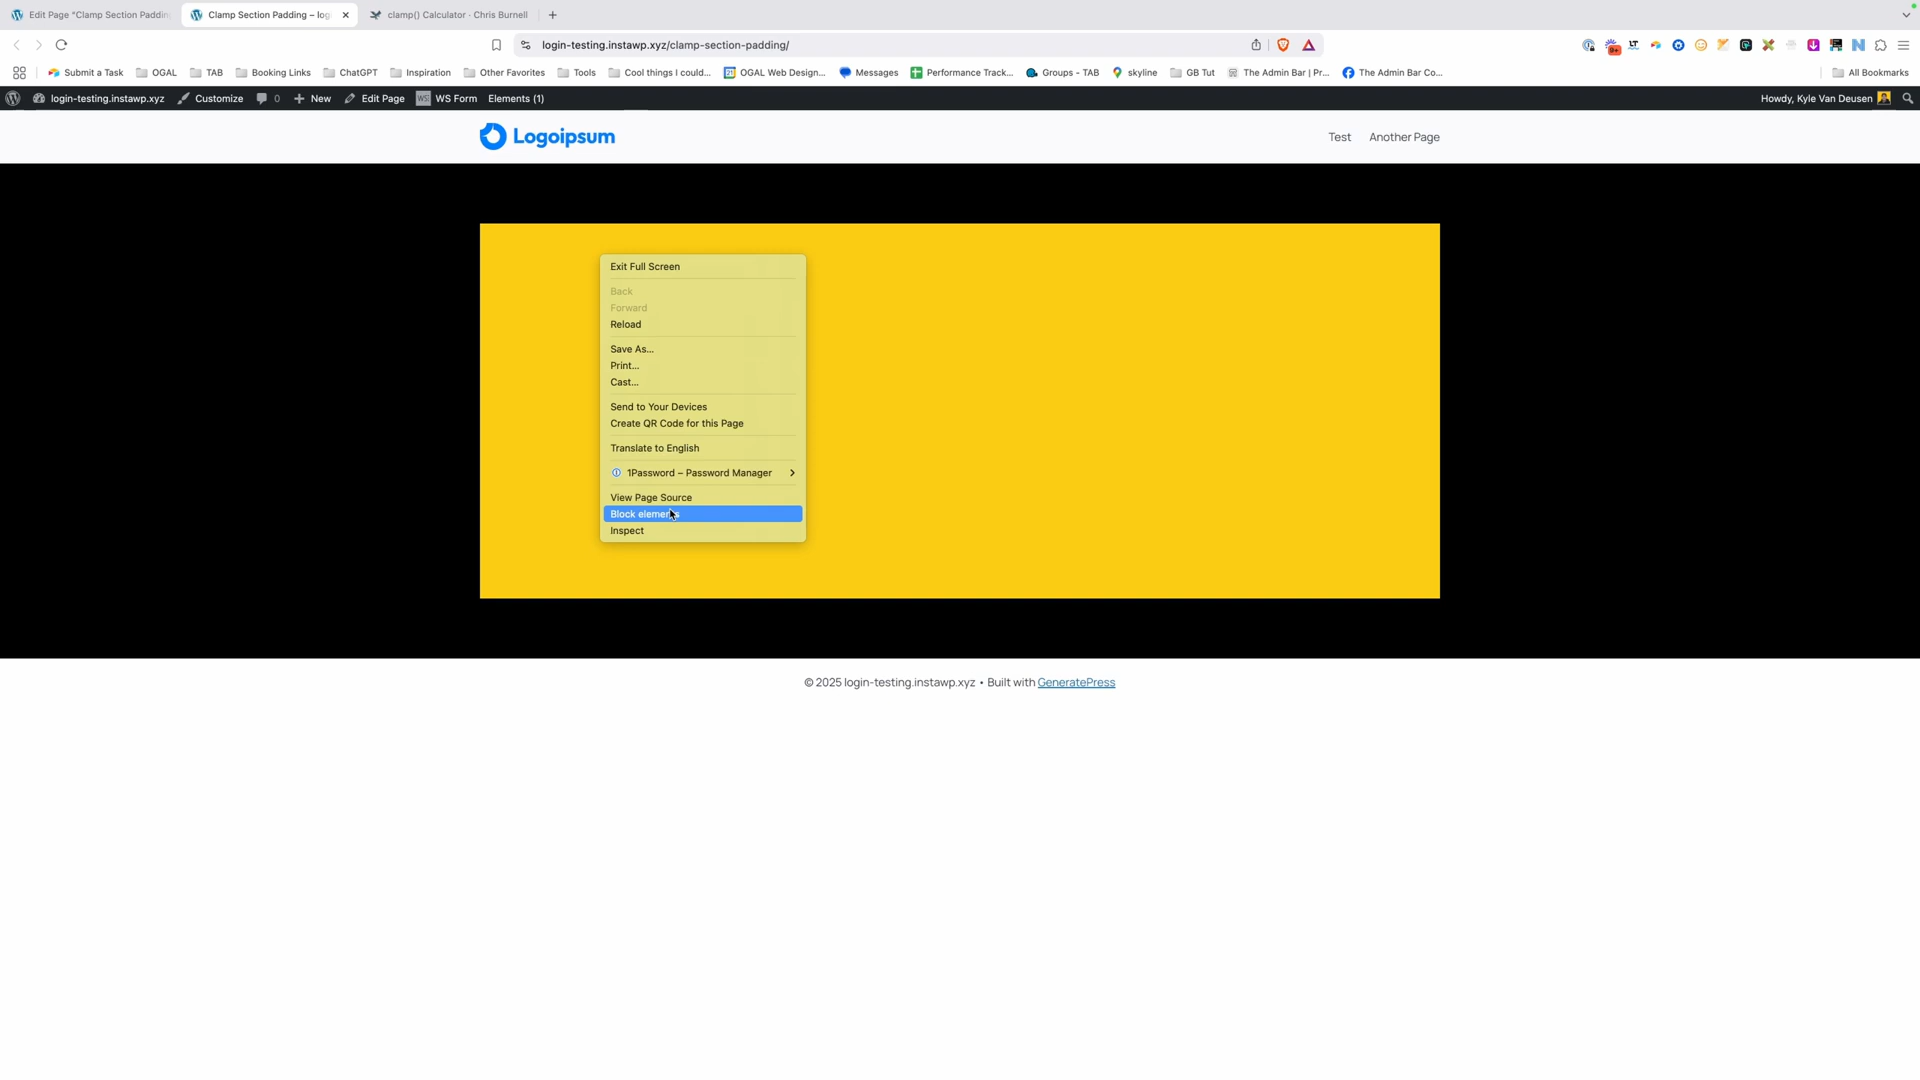 Edit Page "Clamp Section Padding
Clamp Section Padding – log
clamp() Calculator · Chris Burnell
login-testing.instawp.xyz/clamp-section-padding/
Submit a Task
OGAL
TAB
Booking Links
ChatGPT
Inspiration
Other Favorites
Tools
Cool things I could...
OGAL Web Design...
Messages
Performance Track...
Groups - TAB
skyline
GB Tut
The Admin Bar | Pr...
The Admin Bar Co...
All Bookmarks
login-testing.instawp.xyz
Customize
0
New
Edit Page
WS Form
Elements (1)
Howdy, Kyle Van Deusen
Logoipsum
Test
Another Page
Exit Full Screen
Back
Forward
Reload
Save As...
Print...
Cast...
Send to Your Devices
Create QR Code for this Page
Translate to English
1Password – Password Manager
View Page Source
Block elements
Inspect
© 2025 login-testing.instawp.xyz • Built with GeneratePress